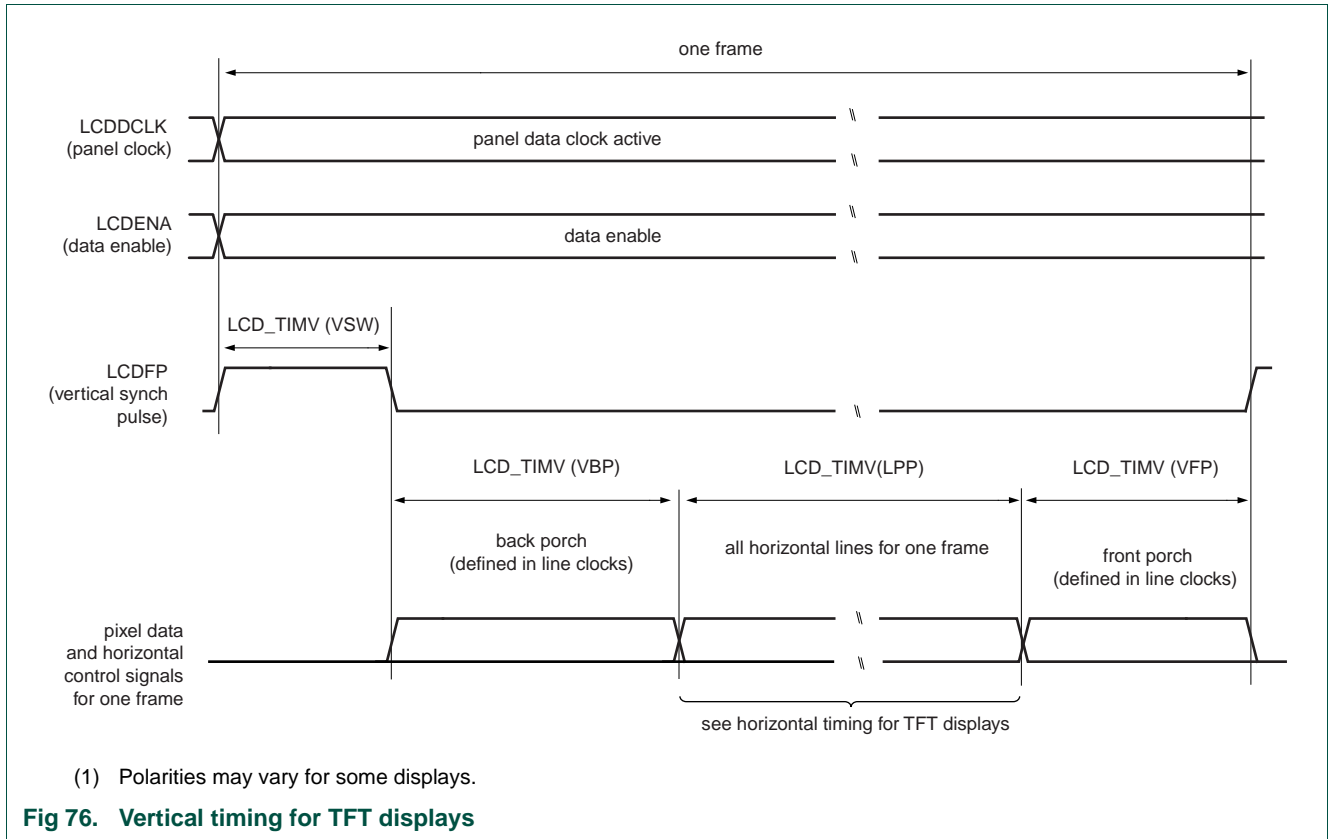 one frame
LCDDCLK
(panel clock)
panel data clock active
LCDENA
(data enable)
data enable
LCD_TIMV (VSW)
LCDFP
(vertical synch
pulse)
LCD_TIMV (VBP)
LCD_TIMV(LPP)
LCD_TIMV (VFP)
back porch
(defined in line clocks)
all horizontal lines for one frame
front porch
(defined in line clocks)
pixel data
and horizontal
control signals
for one frame
see horizontal timing for TFT displays
(1) Polarities may vary for some displays.
Fig 76. Vertical timing for TFT displays